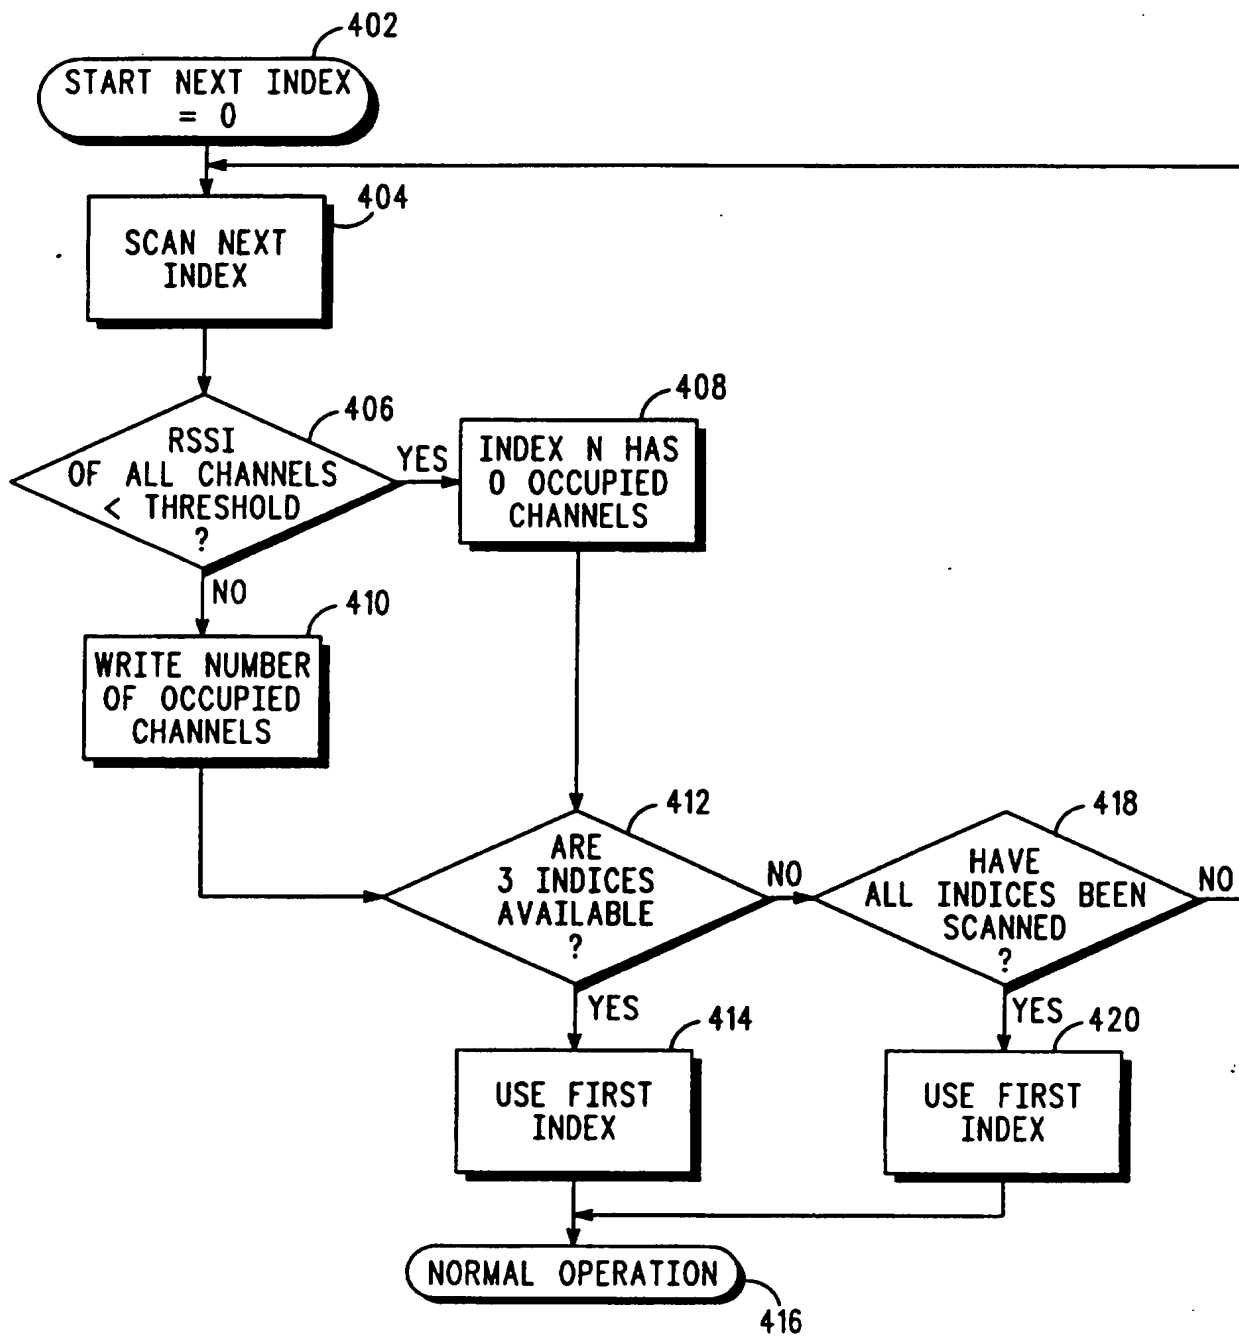 402
START NEXT INDEX
= 0
404
SCAN NEXT
INDEX
406
RSSI
OF ALL CHANNELS
< THRESHOLD
?
YES
NO
408
INDEX N HAS
0 OCCUPIED
CHANNELS
410
WRITE NUMBER
OF OCCUPIED
CHANNELS
412
ARE
3 INDICES
AVAILABLE
?
NO
YES
418
HAVE
ALL INDICES BEEN
SCANNED
?
NO
YES
414
USE FIRST
INDEX
420
USE FIRST
INDEX
NORMAL OPERATION
416